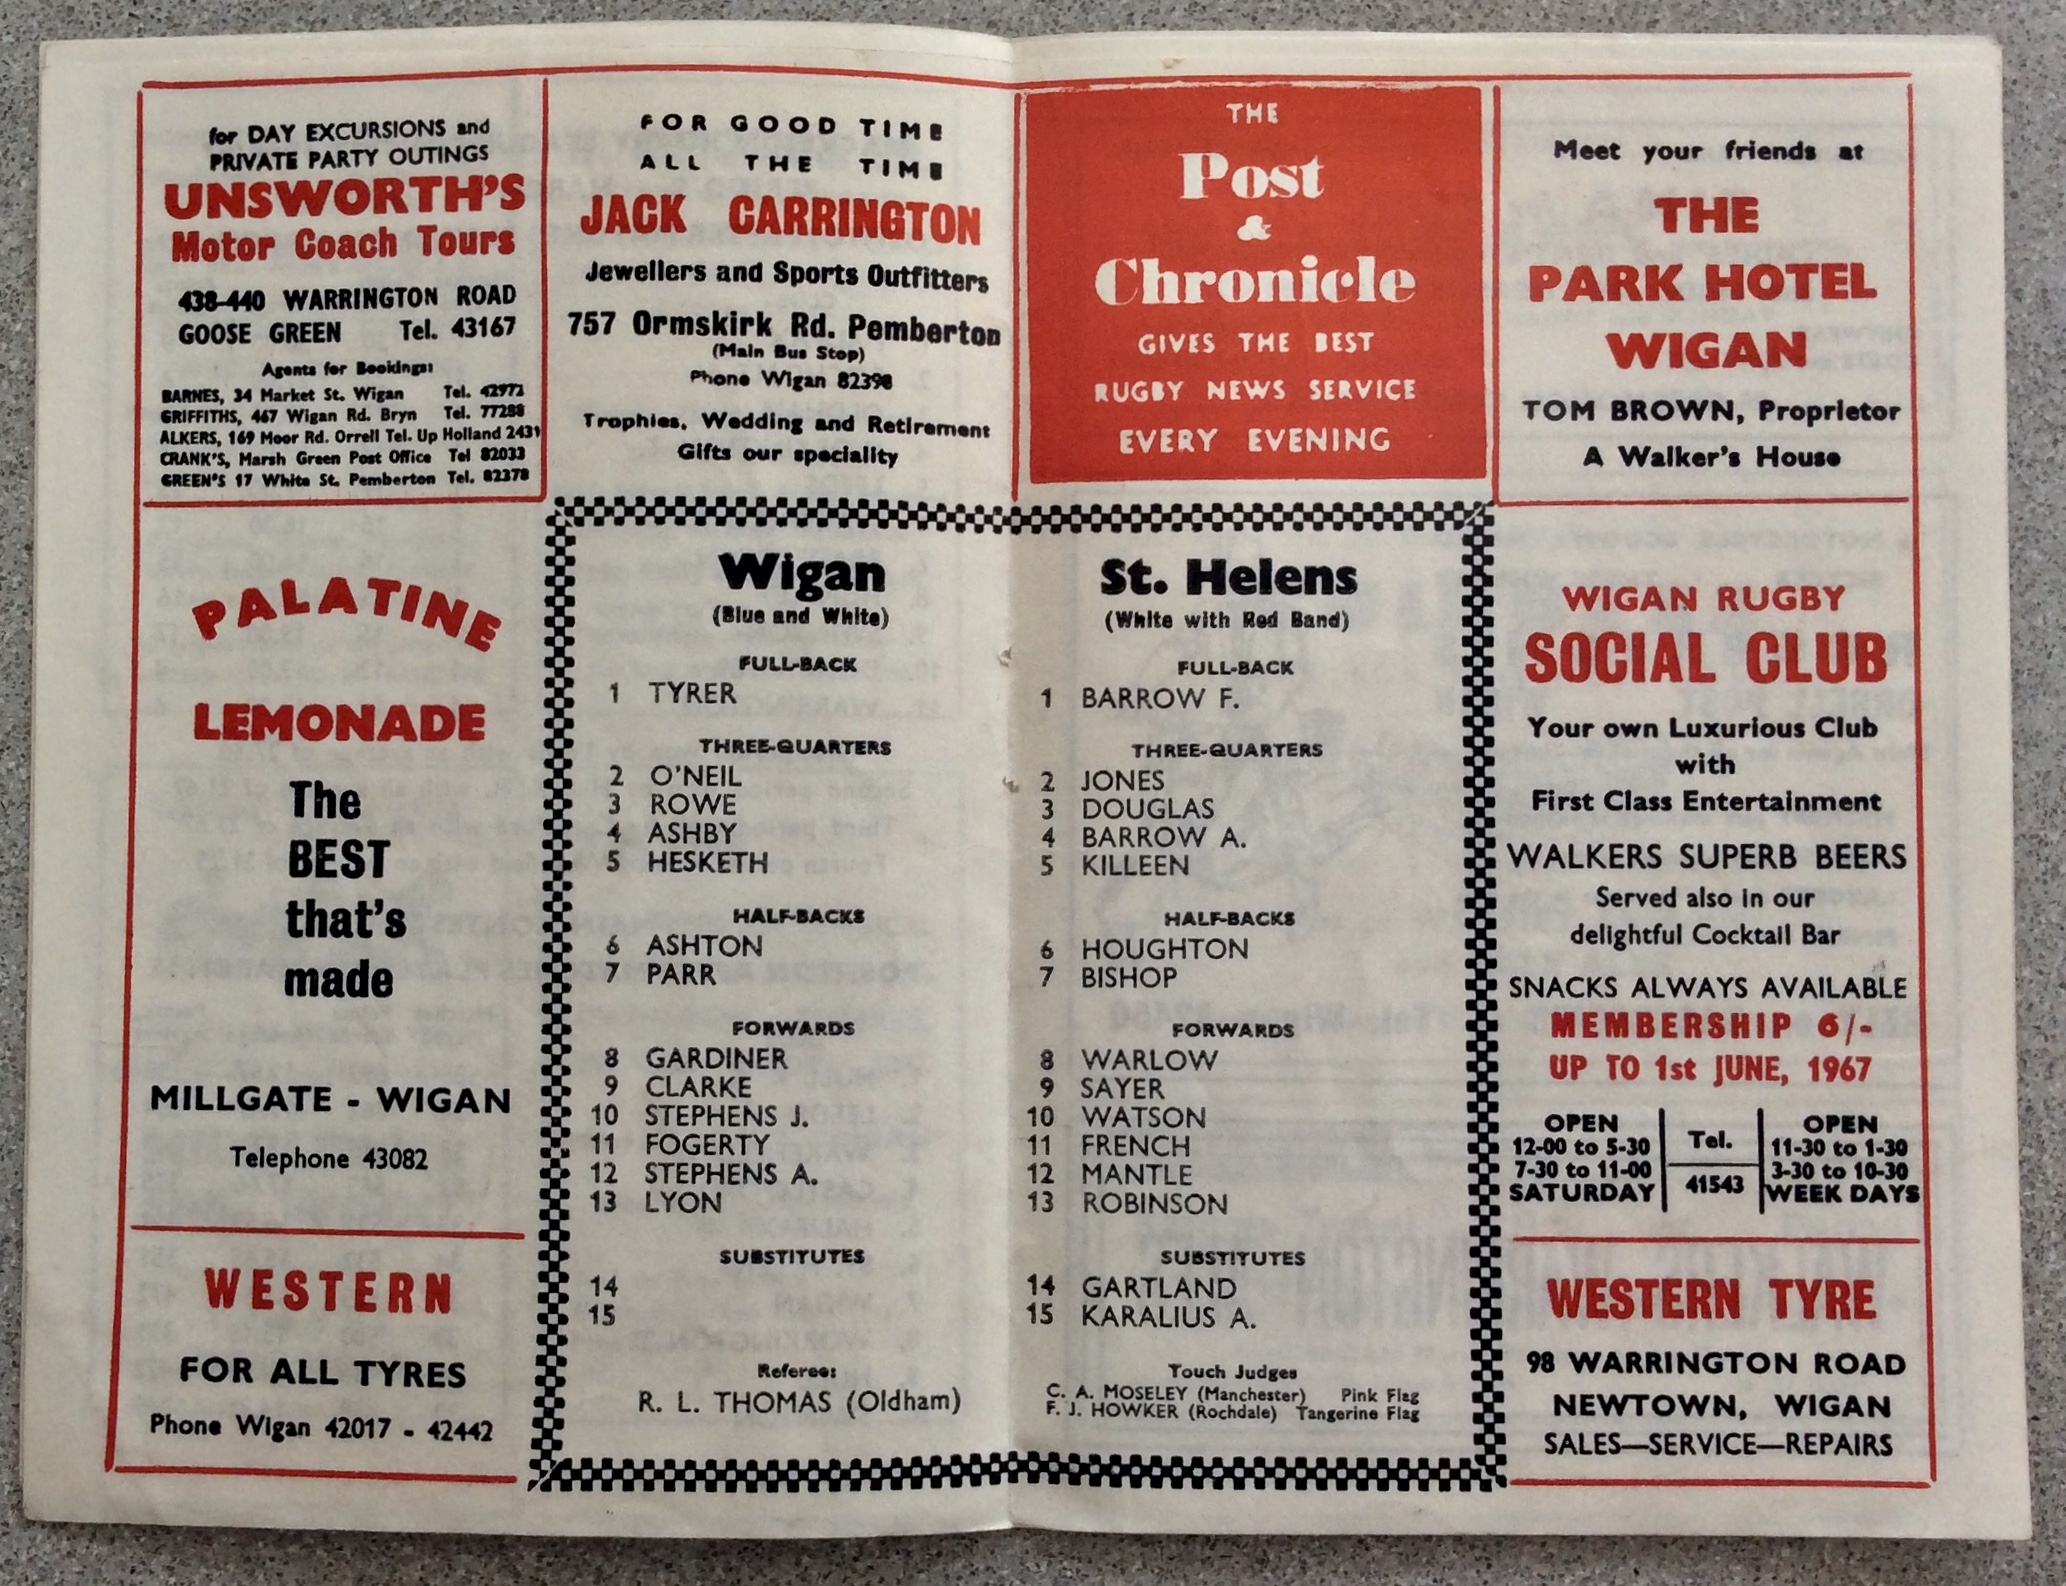 for DAY EXCURSIONS and
PRIVATE PARTY OUTINGS
UNSWORTH'S
Motor Coach Tours
438-440 WARRINGTON ROAD
GOOSE GREEN Tel. 43167
Agents for Bookings:
BARNES, 34 Market St. Wigan Tel. 42972
GRIFFITHS, 467 Wigan Rd. Bryn Tel. 77288
ALKERS, 169 Moor Rd. Orrell Tel. Up Holland 2431
CRANK'S, Marsh Green Post Office Tel 82033
GREEN'S 17 White St. Pemberton Tel. 82378
FOR GOOD TIME
ALL THE TIME
JACK CARRINGTON
Jewellers and Sports Outfitters
757 Ormskirk Rd. Pemberton
(Main Bus Stop)
Phone Wigan 82398
Trophies, Wedding and Retirement
Gifts our speciality
THE
Post
&
Chronicle
GIVES THE BEST
RUGBY NEWS SERVICE
EVERY EVENING
Meet your friends at
THE
PARK HOTEL
WIGAN
TOM BROWN, Proprietor
A Walker's House
PALATINE
LEMONADE
The
BEST
that's
made
MILLGATE - WIGAN
Telephone 43082
WESTERN
FOR ALL TYRES
Phone Wigan 42017 - 42442
Wigan
(Blue and White)
FULL-BACK
1 TYRER
THREE-QUARTERS
2 O'NEIL
3 ROWE
4 ASHBY
5 HESKETH
HALF-BACKS
6 ASHTON
7 PARR
FORWARDS
8 GARDINER
9 CLARKE
10 STEPHENS J.
11 FOGERTY
12 STEPHENS A.
13 LYON
SUBSTITUTES
14
15
Referee:
R. L. THOMAS (Oldham)
St. Helens
(White with Red Band)
FULL-BACK
1 BARROW F.
THREE-QUARTERS
2 JONES
3 DOUGLAS
4 BARROW A.
5 KILLEEN
HALF-BACKS
6 HOUGHTON
7 BISHOP
FORWARDS
8 WARLOW
9 SAYER
10 WATSON
11 FRENCH
12 MANTLE
13 ROBINSON
SUBSTITUTES
14 GARTLAND
15 KARALIUS A.
Touch Judges
C. A. MOSELEY (Manchester) Pink Flag
F. J. HOWKER (Rochdale) Tangerine Flag
WIGAN RUGBY
SOCIAL CLUB
Your own Luxurious Club
with
First Class Entertainment
WALKERS SUPERB BEERS
Served also in our
delightful Cocktail Bar
SNACKS ALWAYS AVAILABLE
MEMBERSHIP 6/-
UP TO 1st JUNE, 1967
OPEN
12-00 to 5-30
7-30 to 11-00
SATURDAY
Tel.
41543
OPEN
11-30 to 1-30
3-30 to 10-30
WEEK DAYS
WESTERN TYRE
98 WARRINGTON ROAD
NEWTOWN, WIGAN
SALES—SERVICE—REPAIRS